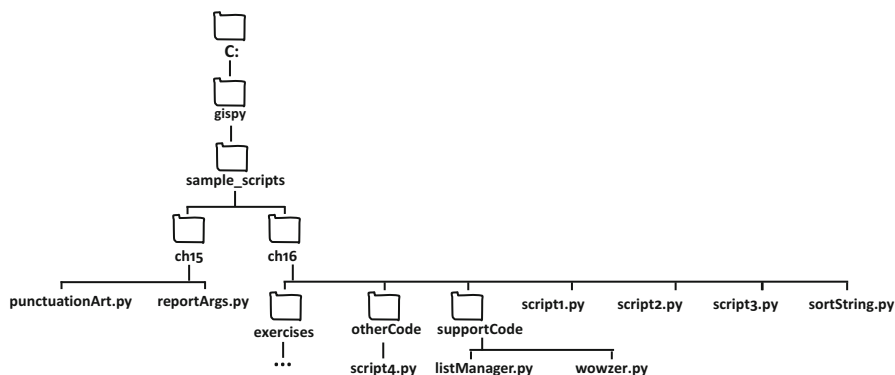 C:
gispy
sample_scripts
ch15 ch16
punctuationArt.py reportArgs.py exercises otherCode supportCode script1.py script2.py script3.py sortString.py
... script4.py listManager.py wowzer.py